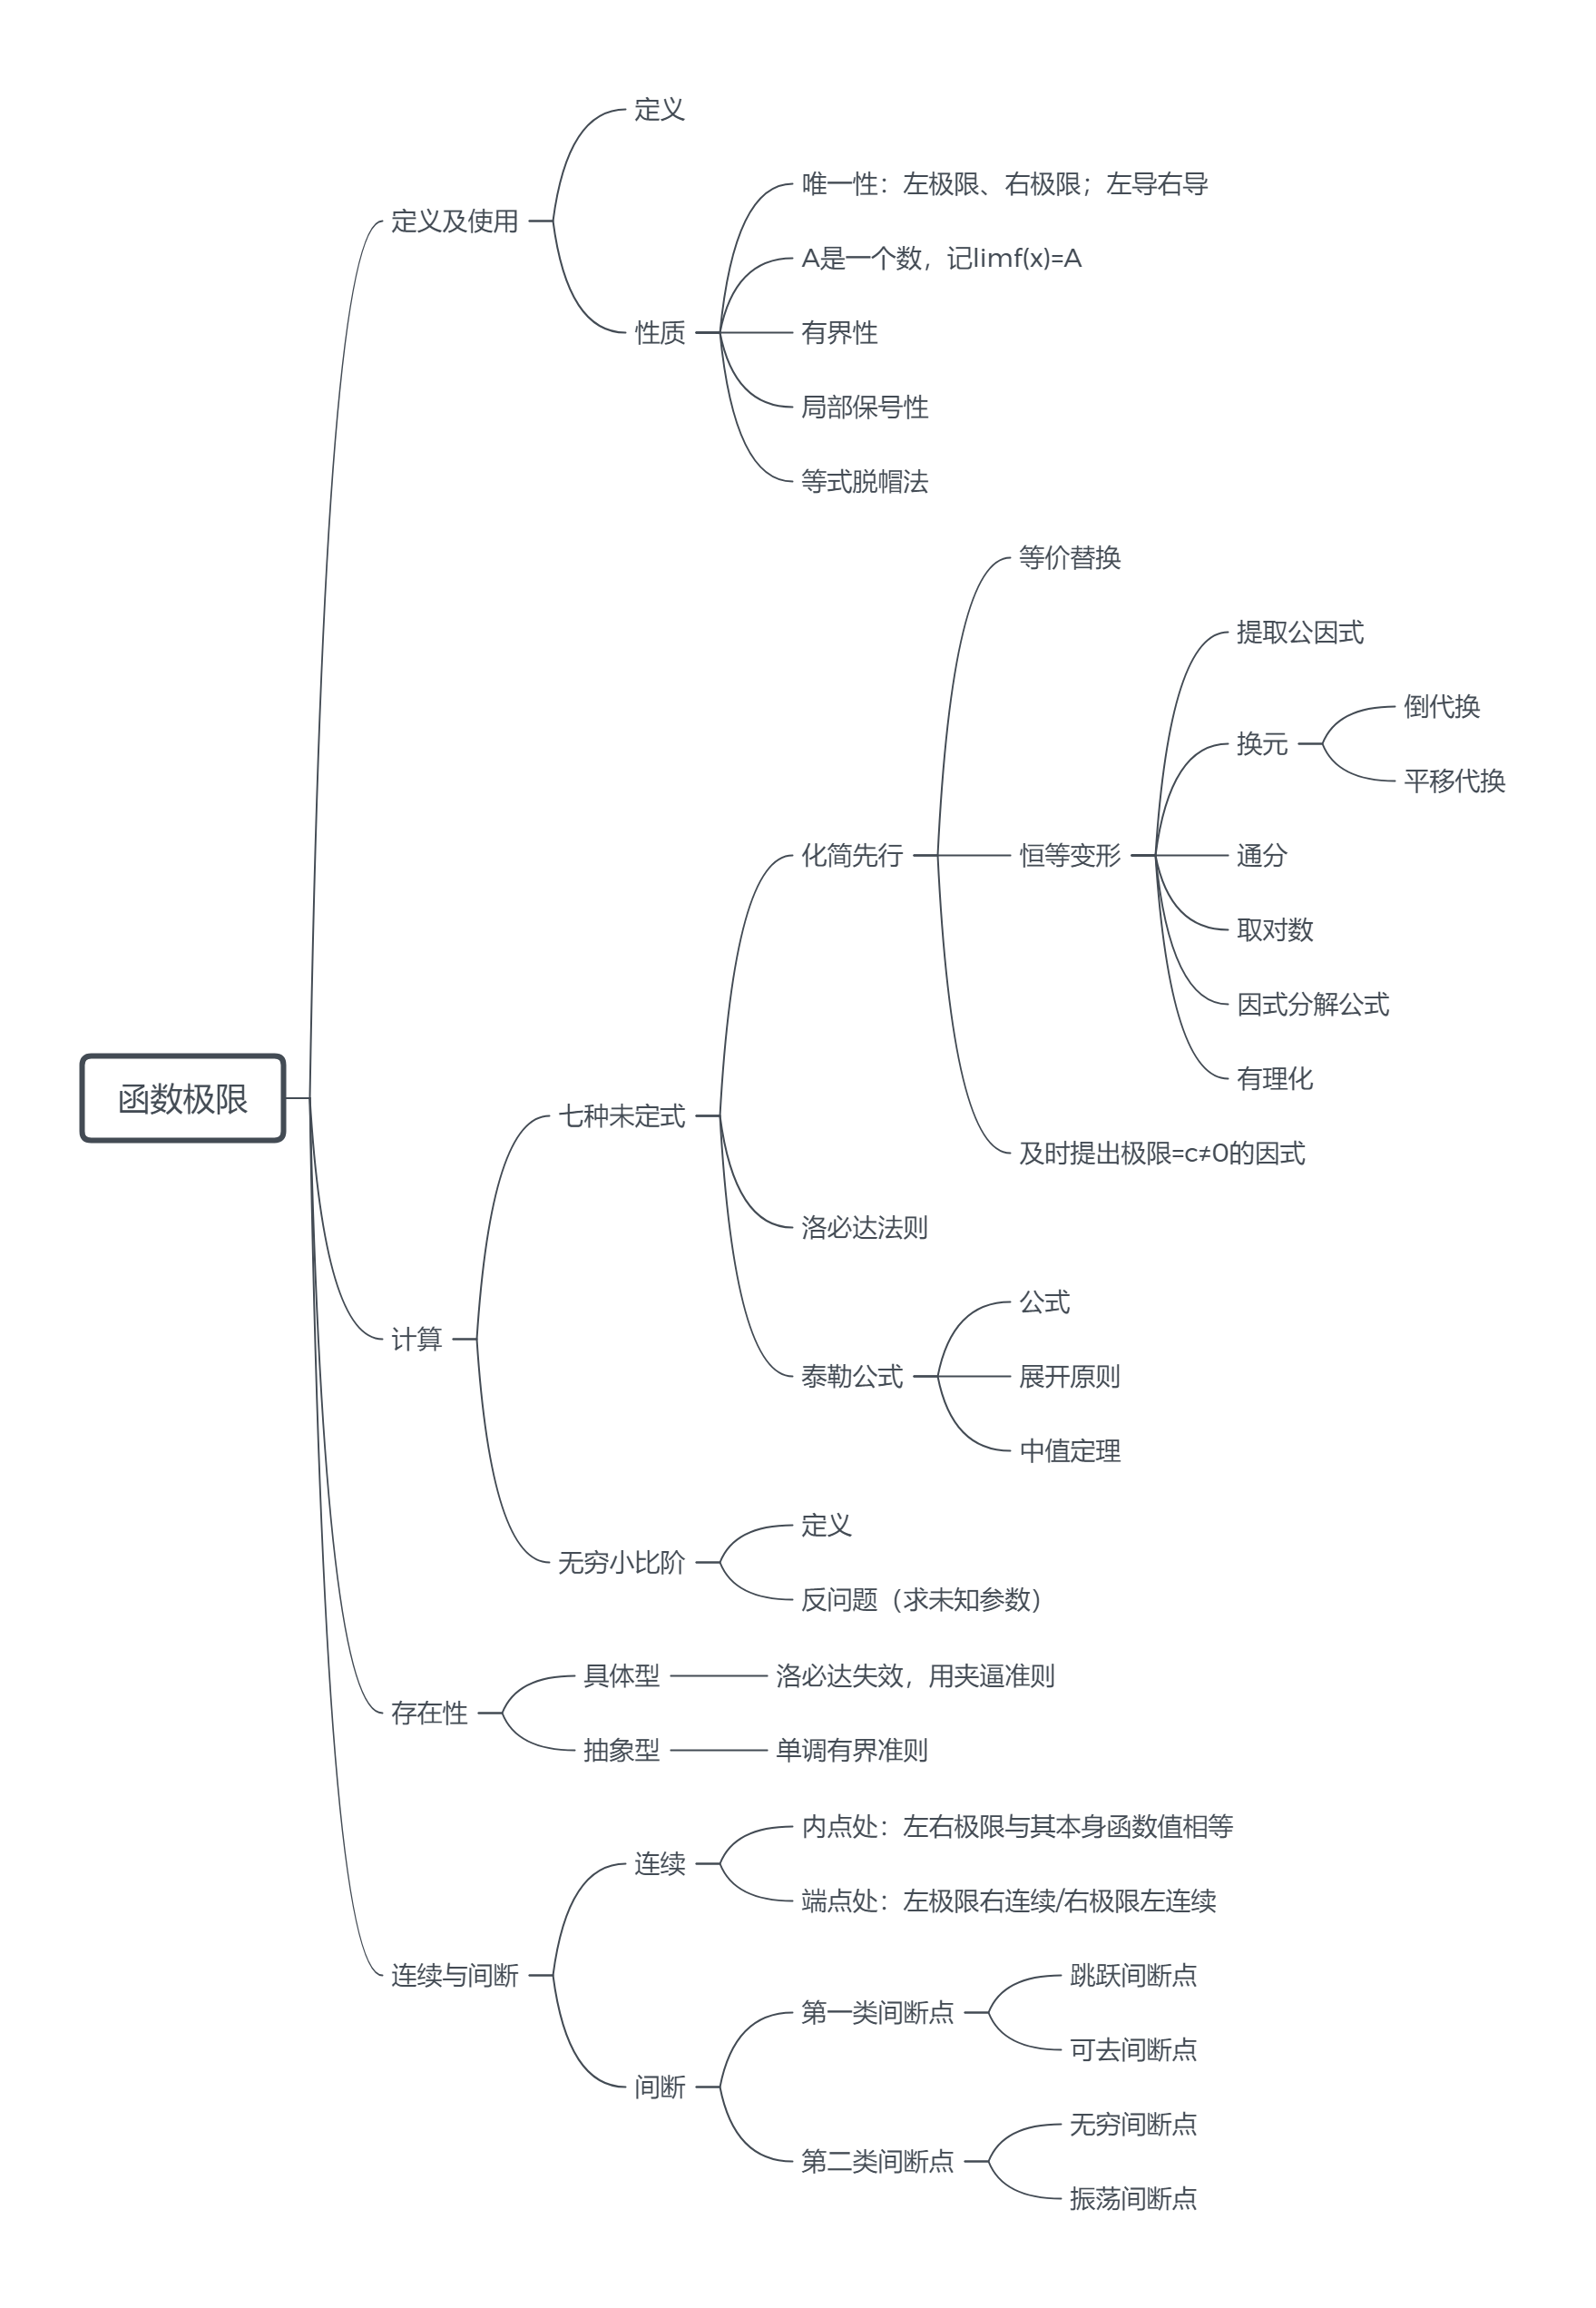 定义
唯一性：左极限、右极限；左导右导
定义及使用
A是一个数，记limf(x)=A
性质
有界性
局部保号性
等式脱帽法
等价替换
提取公因式
倒代换
换元
平移代换
化简先行
恒等变形
通分
取对数
因式分解公式
有理化
函数极限
七种未定式
及时提出极限=c≠0的因式
洛必达法则
公式
计算
泰勒公式
展开原则
中值定理
定义
无穷小比阶
反问题（求未知参数）
具体型
洛必达失效，用夹逼准则
存在性
抽象型
单调有界准则
内点处：左右极限与其本身函数值相等
连续
端点处：左极限右连续/右极限左连续
连续与间断
跳跃间断点
第一类间断点
可去间断点
间断
无穷间断点
第二类间断点
振荡间断点